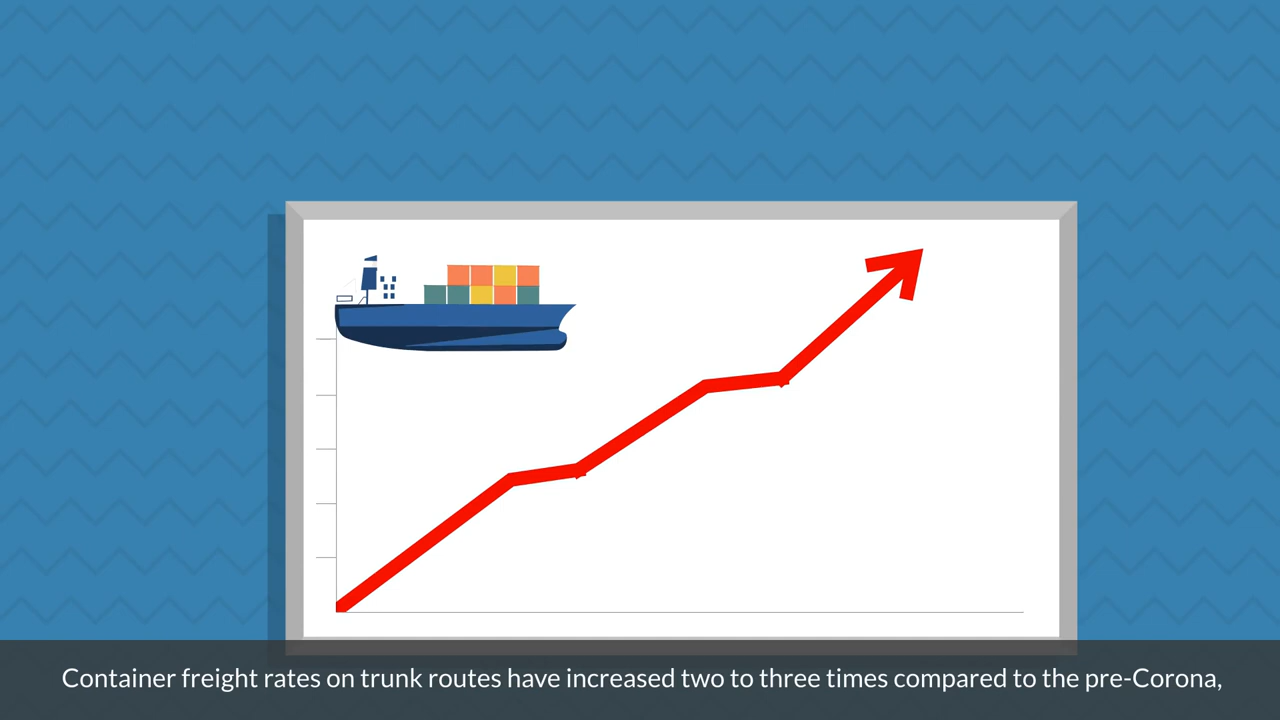 Container freight rates on trunk routes have increased two to three times compared to the pre-Corona,